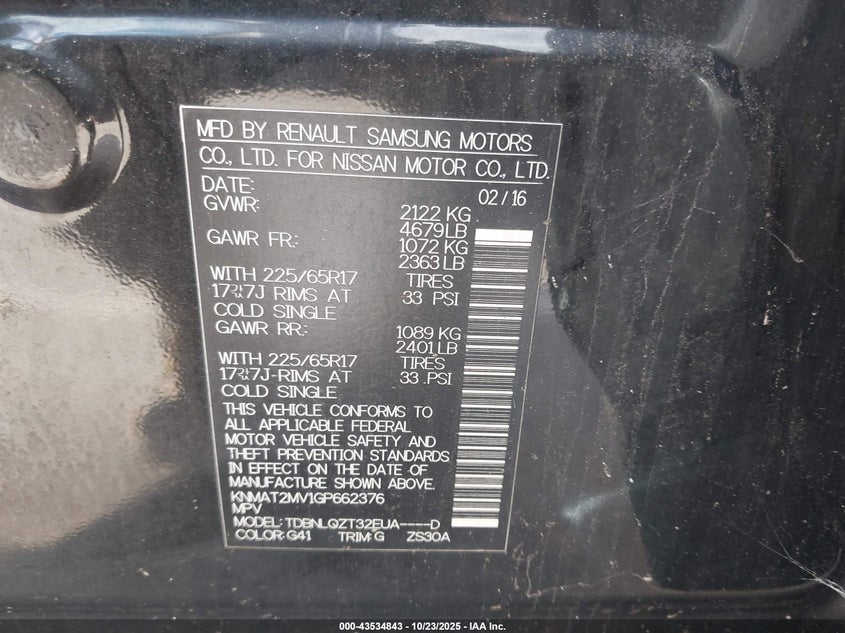 MFD BY RENAULT SAMSUNG MOTORS
CO., LTD. FOR NISSAN MOTOR CO., LTD.
DATE: 02/16
GVWR: 2122 KG
4679 LB
GAWR FR: 1072 KG
2363 LB
WITH 225/65R17 TIRES
17X7J RIMS AT 33 PSI
COLD SINGLE
GAWR RR: 1089 KG
2401 LB
WITH 225/65R17 TIRES
17X7J RIMS AT 33 PSI
COLD SINGLE
THIS VEHICLE CONFORMS TO
ALL APPLICABLE FEDERAL
MOTOR VEHICLE SAFETY AND
THEFT PREVENTION STANDARDS
IN EFFECT ON THE DATE OF
MANUFACTURE SHOWN ABOVE.
KNMAT2MV1GP662376
MPV
MODEL: TDBNLQZT32EUA----D
COLOR: G41 TRIM: G ZS30A
000-43534843 - 10/23/2025 - IAA Inc.